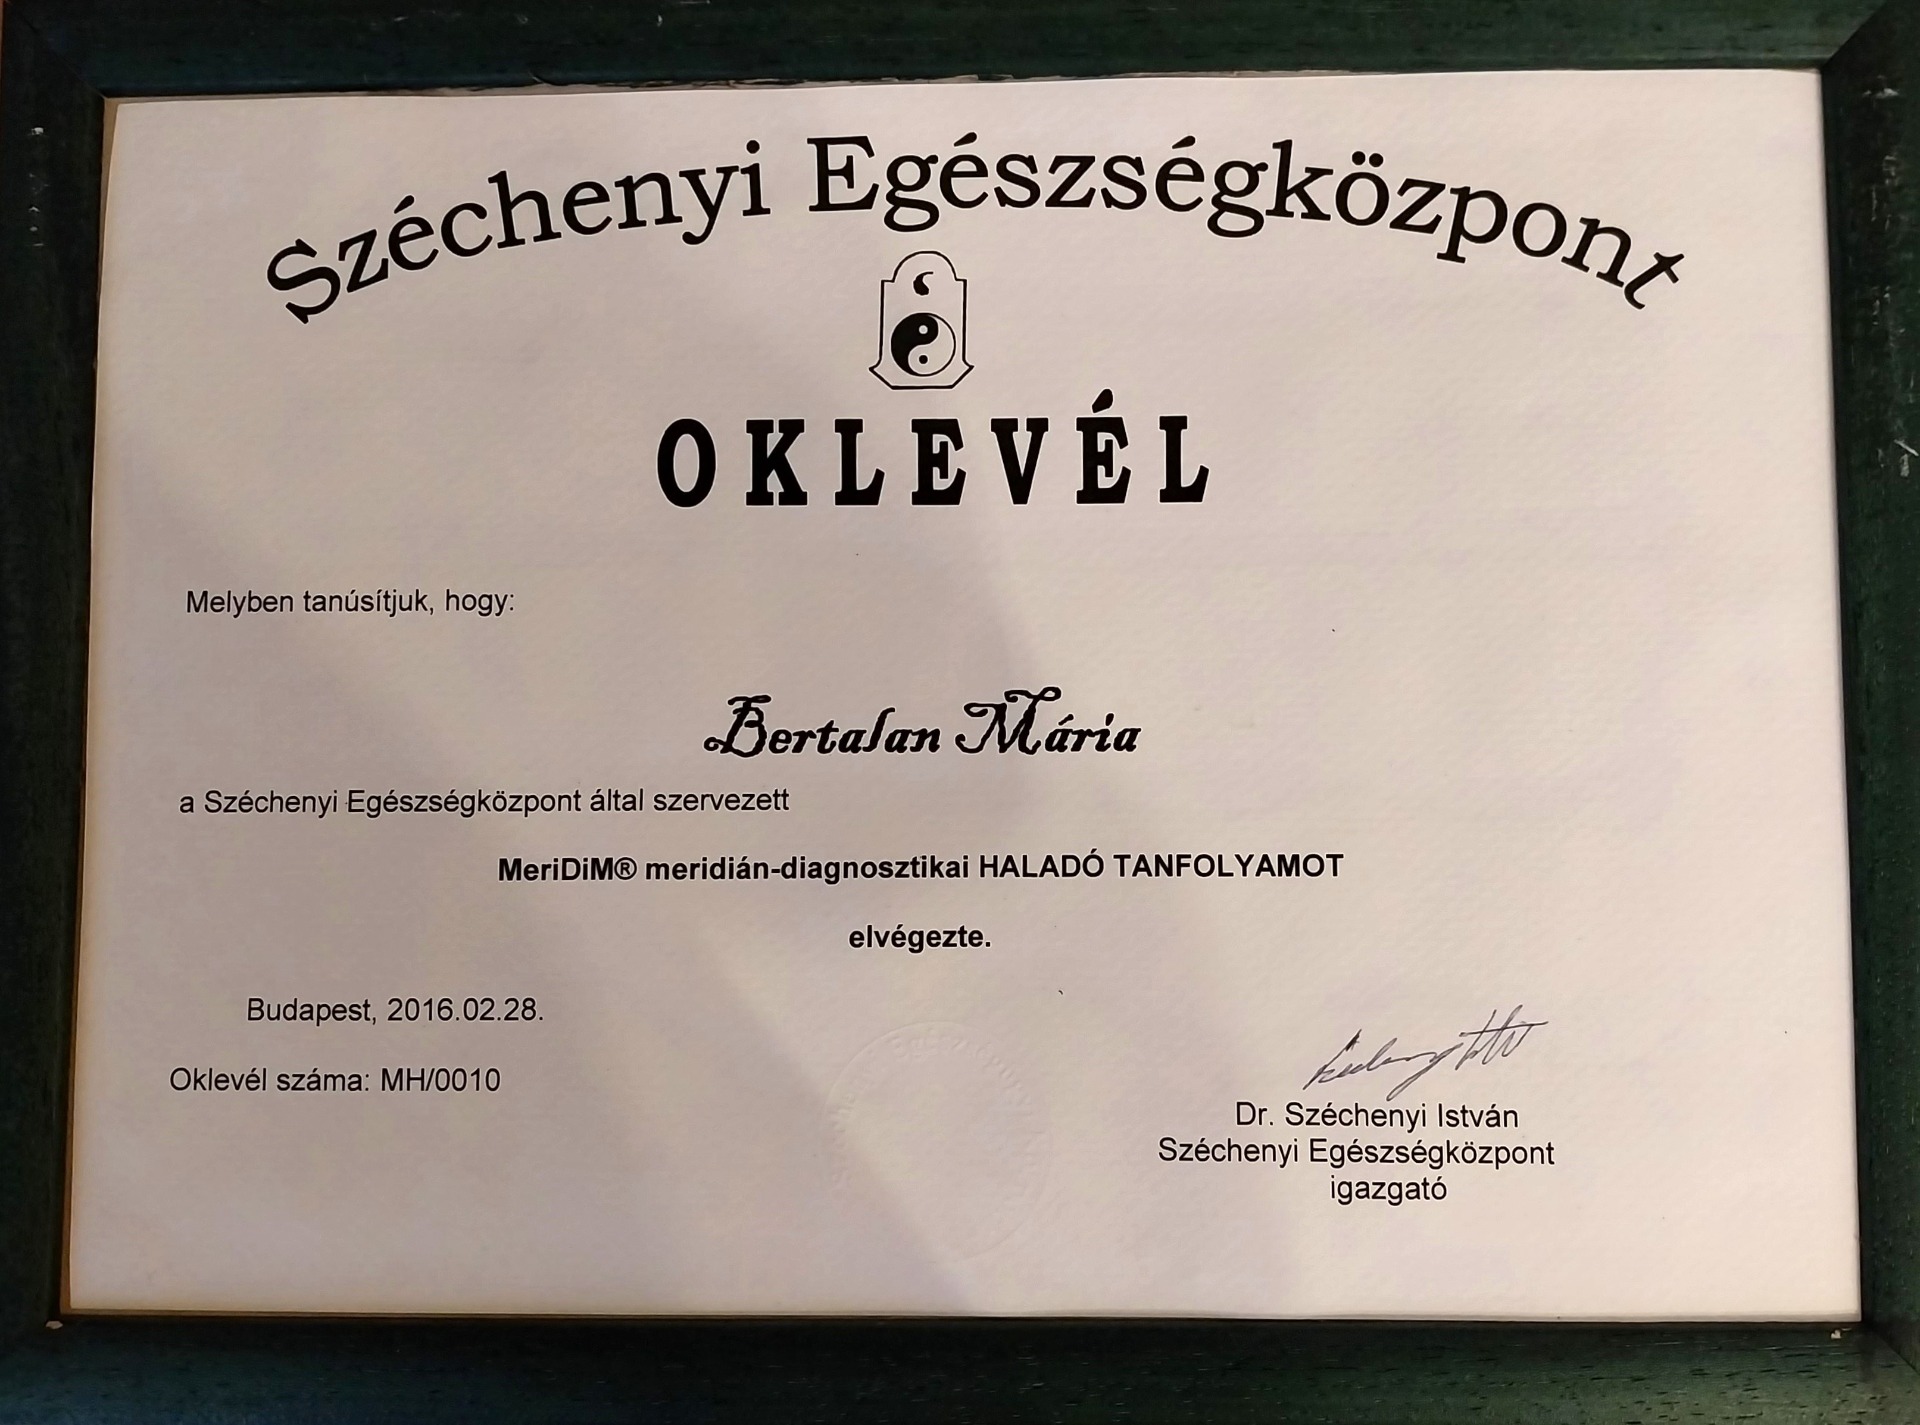 Széchenyi Egészségközpont
OKLEVÉL
Melyben tanúsítjuk, hogy:
Bertalan Mária
a Széchenyi Egészségközpont által szervezett
MeriDiM® meridián-diagnosztikai HALADÓ TANFOLYAMOT
elvégezte.
Budapest, 2016.02.28.
Oklevél száma: MH/0010
Dr. Széchenyi István
Széchenyi Egészségközpont
igazgató